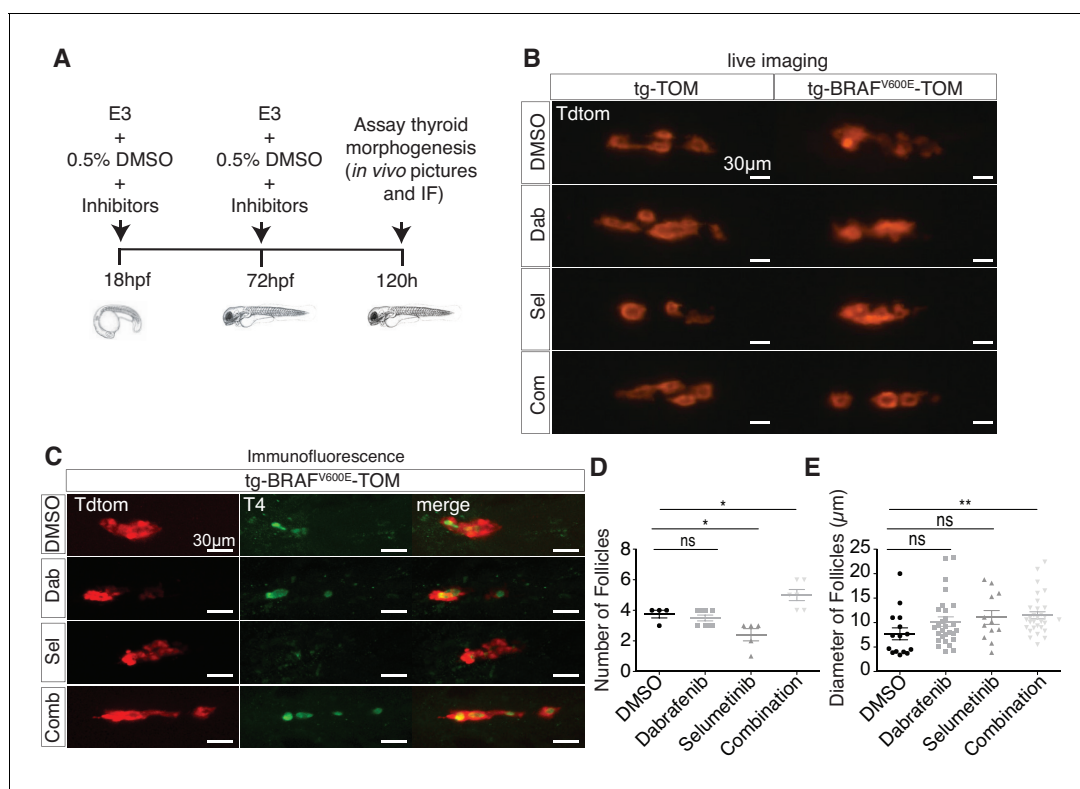 A
E3
+
0.5% DMSO
+
Inhibitors
E3
+
0.5% DMSO
+
Inhibitors
Assay thyroid
morphogenesis
(in vivo pictures
and IF)
18hpf
72hpf
120h
B
live imaging
tg-TOM
tg-BRAFV600E-TOM
Tdtom
DMSO
30µm
Dab
Sel
Com
C
Immunofluorescence
tg-BRAFV600E-TOM
Tdtom
T4
merge
DMSO
30µm
Dab
Sel
Comb
D
*
*
ns
Number of Follicles
8
6
4
2
0
DMSO
Dabrafenib
Selumetinib
Combination
E
**
ns
ns
Diameter of Follicles (µm)
25
20
15
10
5
0
DMSO
Dabrafenib
Selumetinib
Combination